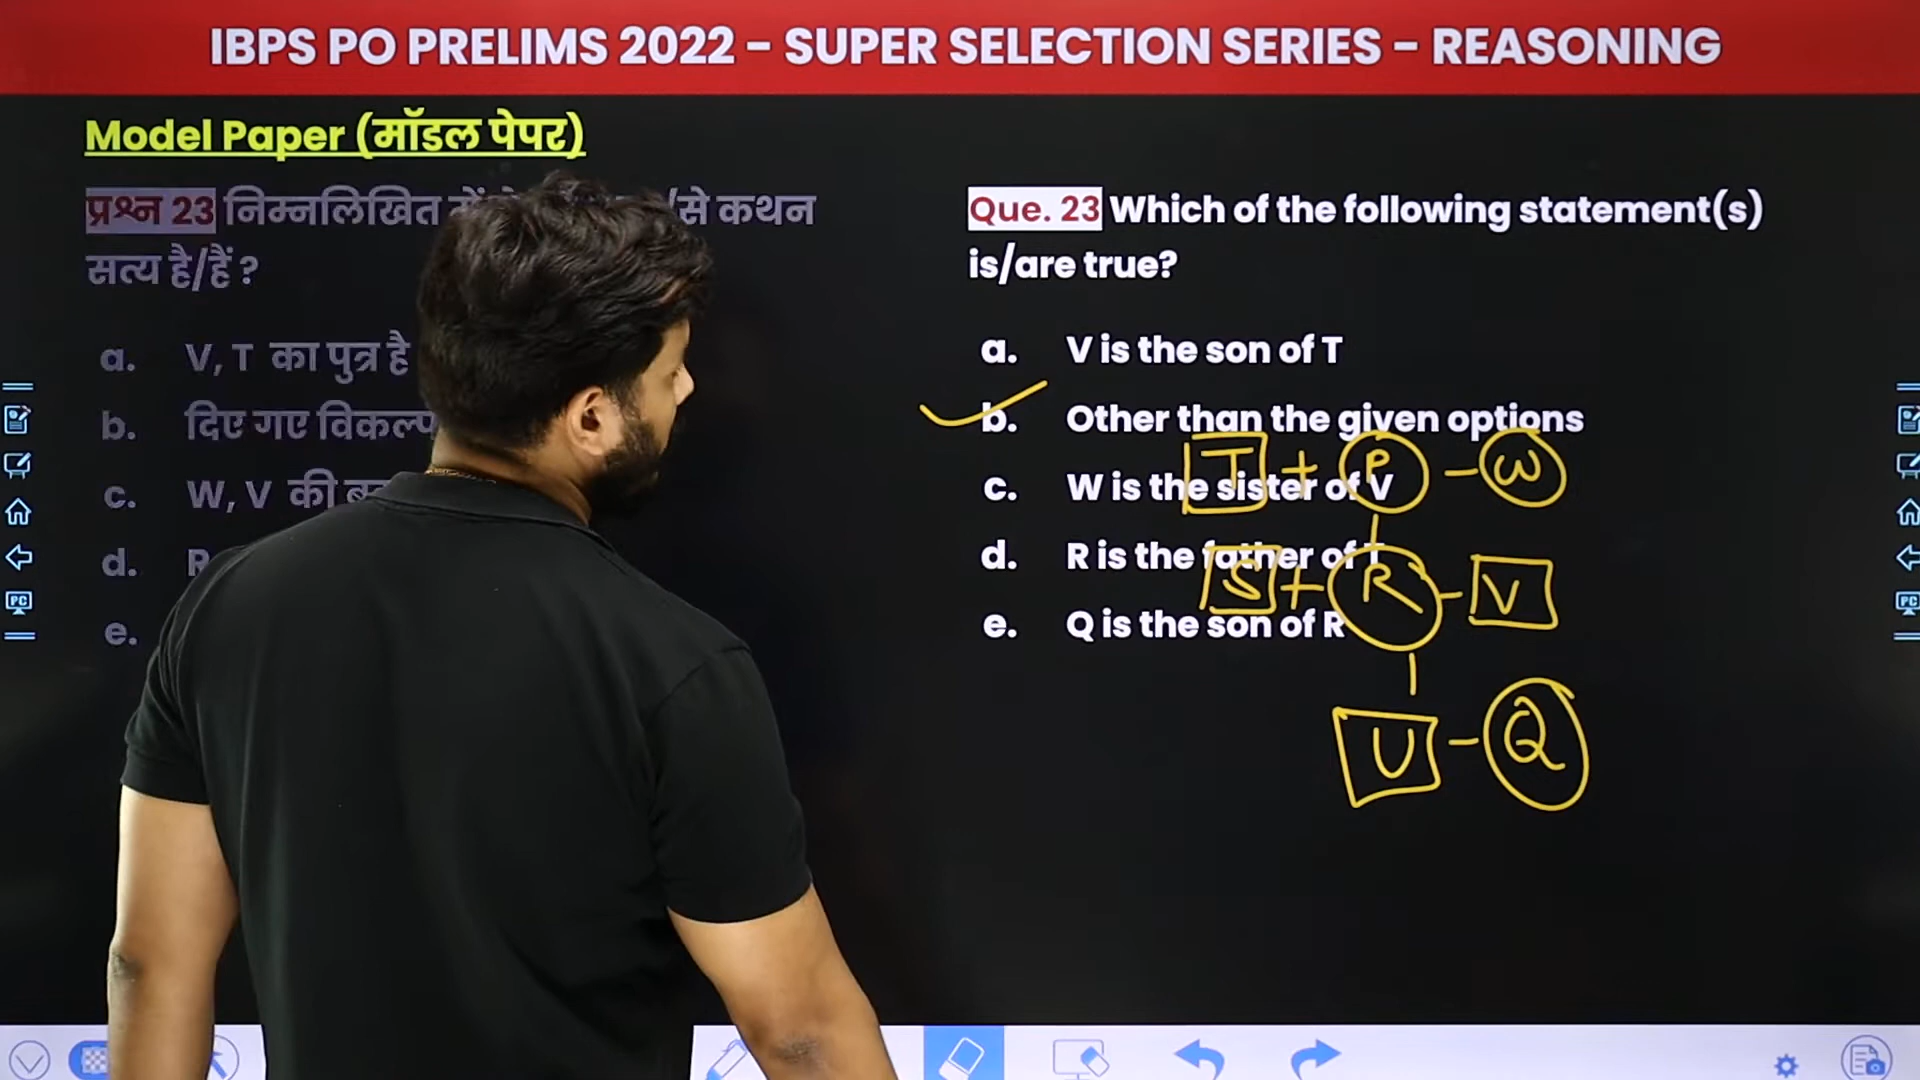 IBPS PO PRELIMS 2022 - SUPER SELECTION SERIES - REASONING
Model Paper (मॉडल पेपर)
प्रश्न 23 निम्नलिखित में /से कथन
सत्य है/हैं ?
a. V, T का पुत्र है
b. दिए गए विकल्प
c. W, V की
d. R
e.
Que. 23 Which of the following statement(s)
is/are true?
a. V is the son of T
b. Other than the given options
c. W is the sister of V
d. R is the father of T
e. Q is the son of R
T + P - W
S + R - V
U - Q
PC
PC